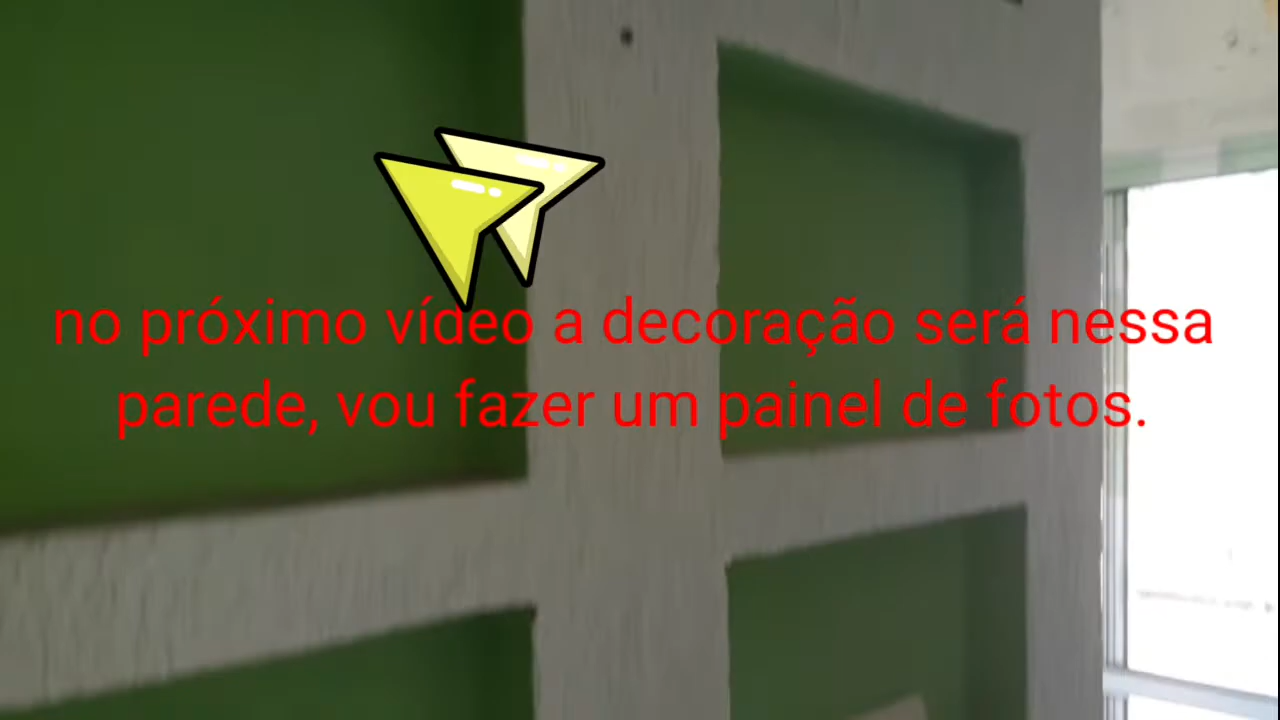 no próximo vídeo a decoração será nessa
parede, vou fazer um painel de fotos.